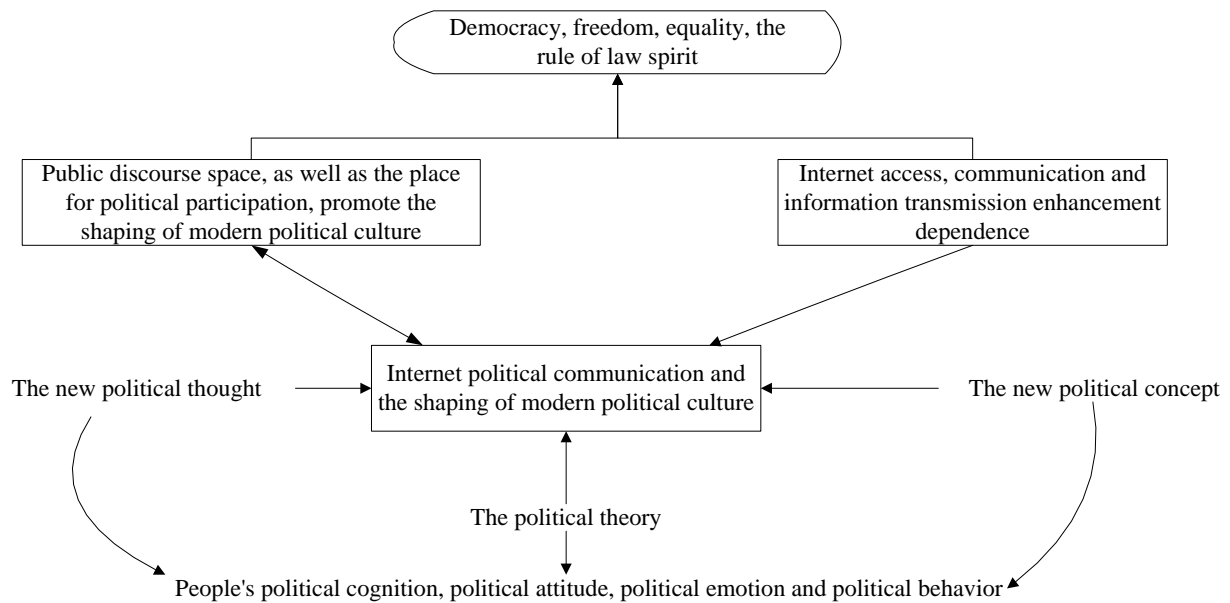 Democracy, freedom, equality, the
rule of law spirit
Public discourse space, as well as the place
for political participation, promote the
shaping of modern political culture
Internet access, communication and
information transmission enhancement
dependence
The new political thought
Internet political communication and
the shaping of modern political culture
The new political concept
The political theory
People's political cognition, political attitude, political emotion and political behavior